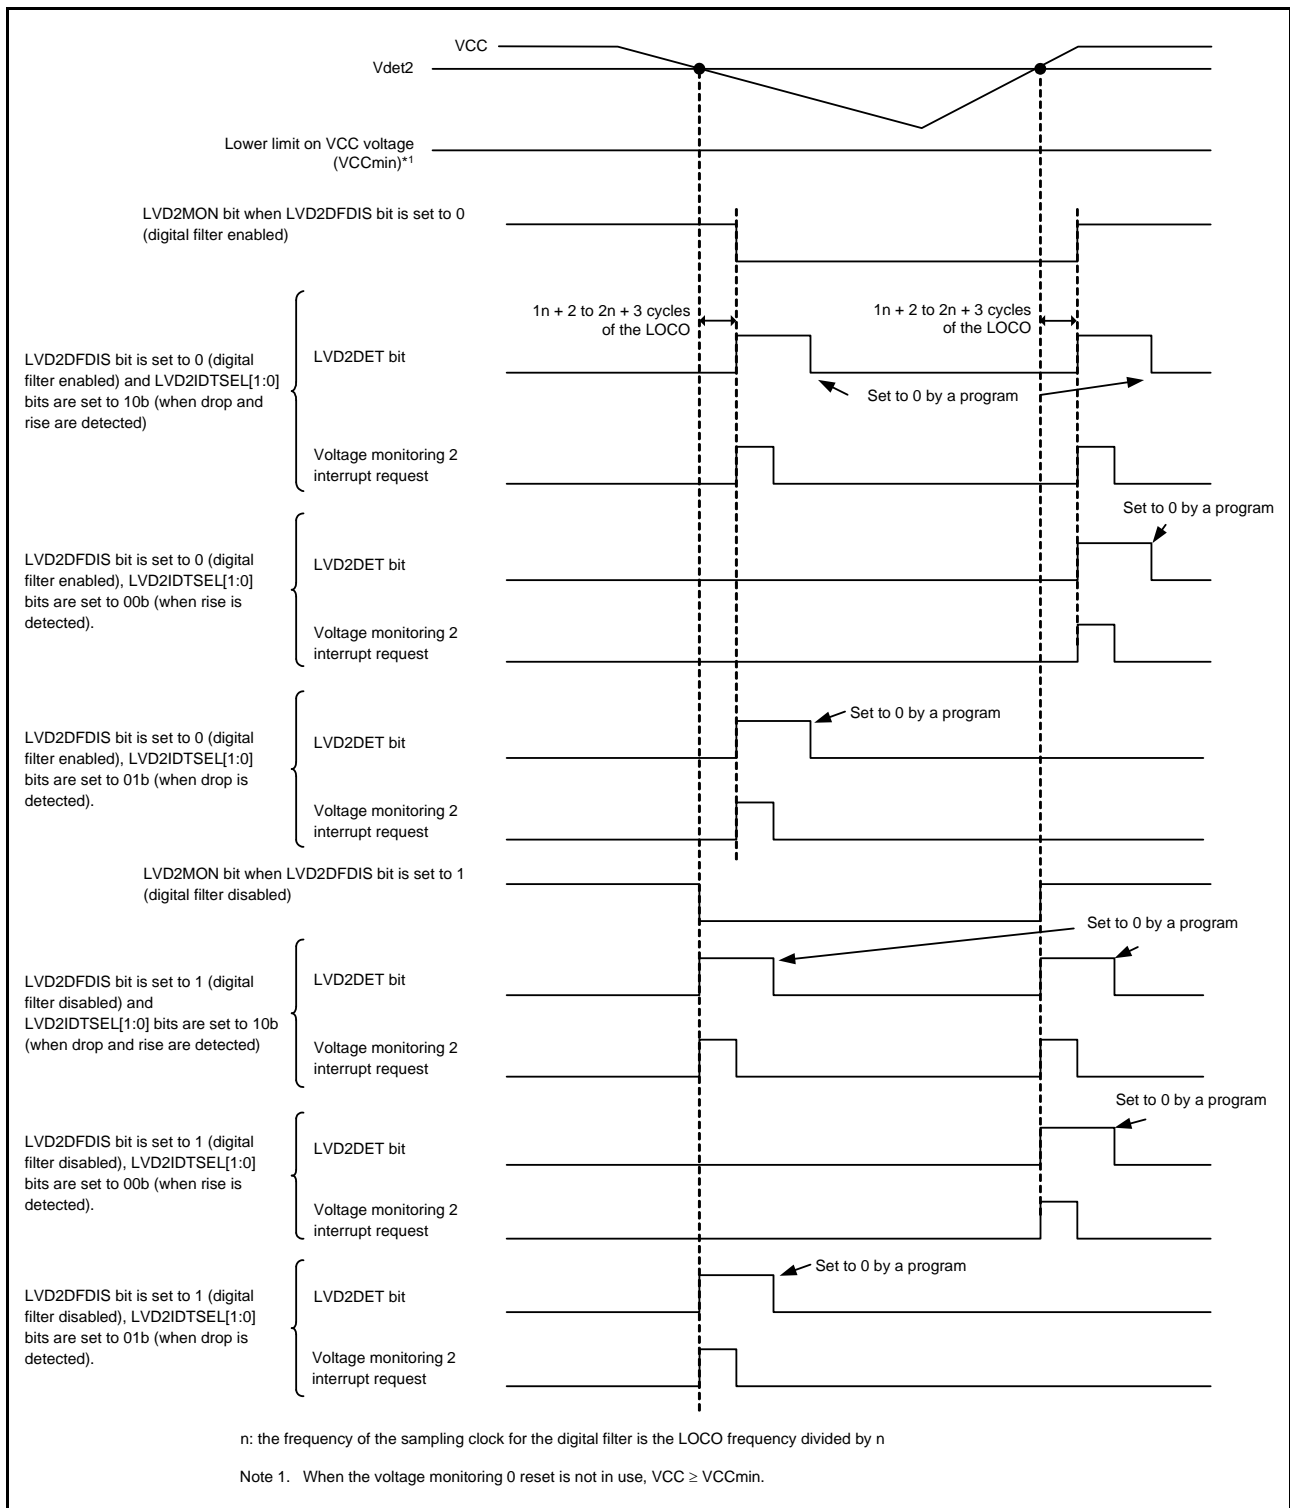 VCC
Vdet2
Lower limit on VCC voltage
(VCCmin)*1
LVD2MON bit when LVD2DFDIS bit is set to 0
(digital filter enabled)
1n + 2 to 2n + 3 cycles
of the LOCO
1n + 2 to 2n + 3 cycles
of the LOCO
LVD2DFDIS bit is set to 0 (digital
filter enabled) and LVD2IDTSEL[1:0]
bits are set to 10b (when drop and
rise are detected)
LVD2DET bit
Set to 0 by a program
Voltage monitoring 2
interrupt request
Set to 0 by a program
LVD2DFDIS bit is set to 0 (digital
filter enabled), LVD2IDTSEL[1:0]
bits are set to 00b (when rise is
detected).
LVD2DET bit
Voltage monitoring 2
interrupt request
Set to 0 by a program
LVD2DFDIS bit is set to 0 (digital
filter enabled), LVD2IDTSEL[1:0]
bits are set to 01b (when drop is
detected).
LVD2DET bit
Voltage monitoring 2
interrupt request
LVD2MON bit when LVD2DFDIS bit is set to 1
(digital filter disabled)
Set to 0 by a program
LVD2DFDIS bit is set to 1 (digital
filter disabled) and
LVD2IDTSEL[1:0] bits are set to 10b
(when drop and rise are detected)
LVD2DET bit
Voltage monitoring 2
interrupt request
Set to 0 by a program
LVD2DFDIS bit is set to 1 (digital
filter disabled), LVD2IDTSEL[1:0]
bits are set to 00b (when rise is
detected).
LVD2DET bit
Voltage monitoring 2
interrupt request
Set to 0 by a program
LVD2DFDIS bit is set to 1 (digital
filter disabled), LVD2IDTSEL[1:0]
bits are set to 01b (when drop is
detected).
LVD2DET bit
Voltage monitoring 2
interrupt request
n: the frequency of the sampling clock for the digital filter is the LOCO frequency divided by n
Note 1. When the voltage monitoring 0 reset is not in use, VCC ≥ VCCmin.